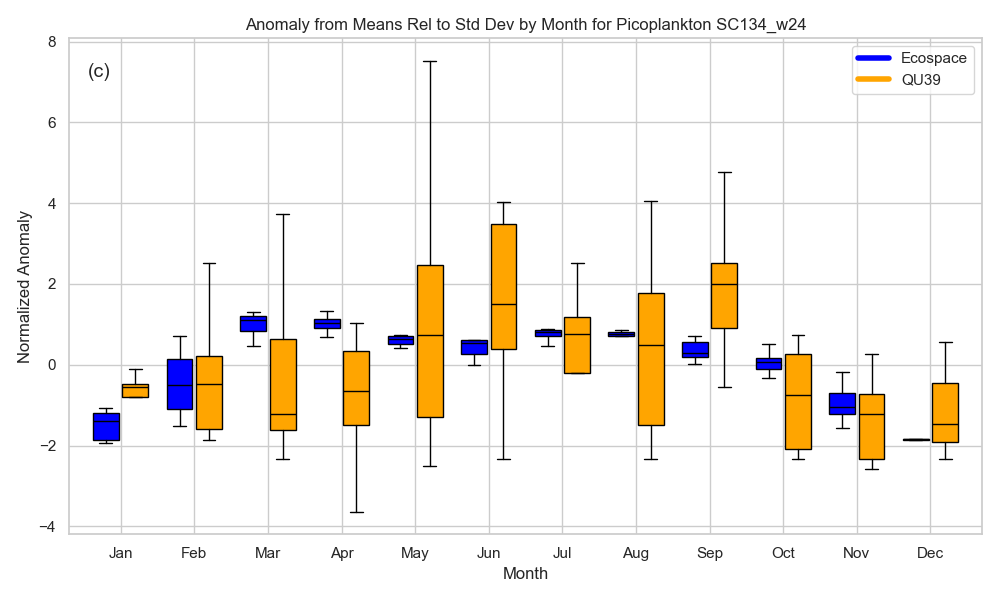 Anomaly from Means Rel to Std Dev by Month for Picoplankton SC134_w24
(c)
Ecospace
QU39
Normalized Anomaly
8
6
4
2
0
−2
−4
Jan Feb Mar Apr May Jun Jul Aug Sep Oct Nov Dec
Month